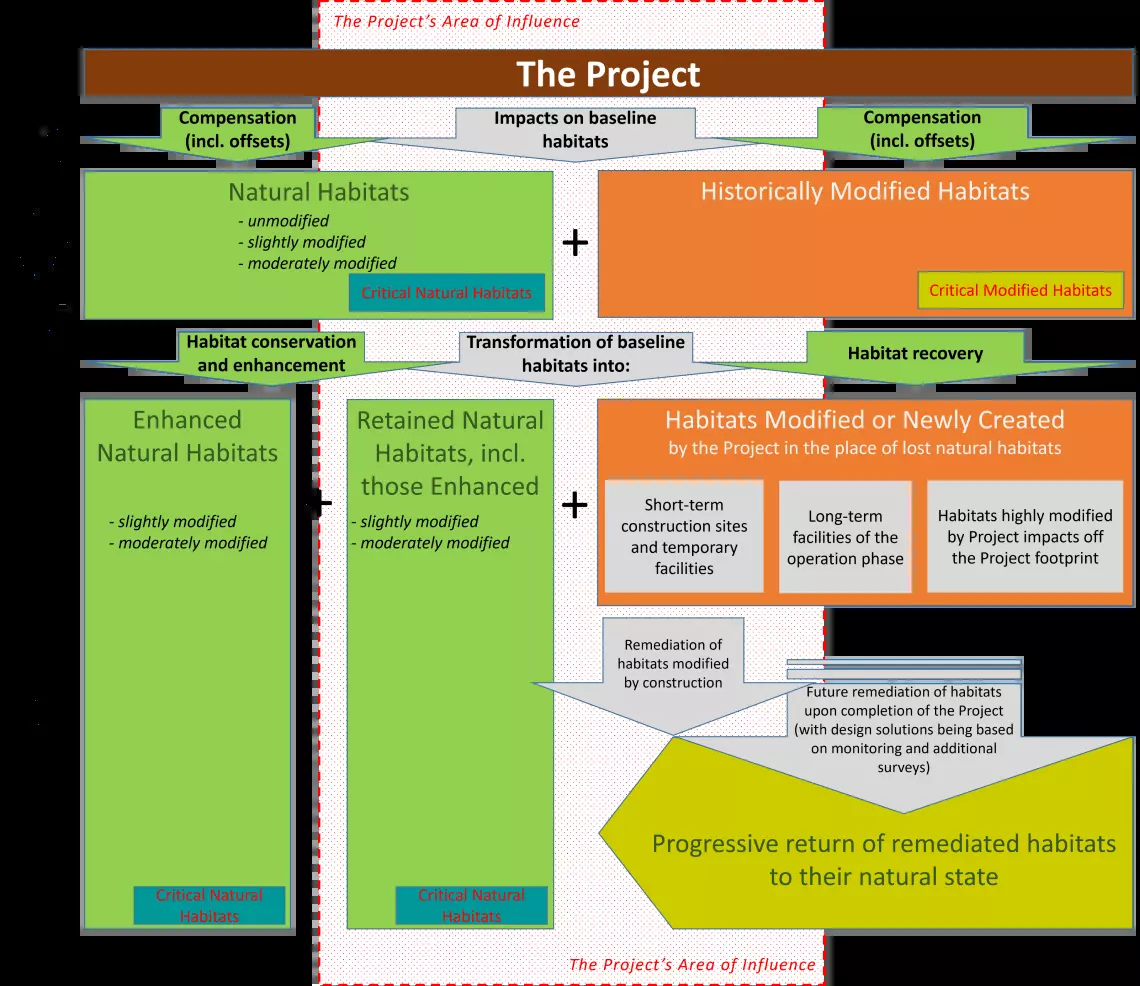 The Project's Area of Influence
The Project
Compensation
(incl. offsets)
Impacts on baseline
habitats
Compensation
(incl. offsets)
Natural Habitats
- unmodified
- slightly modified
- moderately modified
Critical Natural Habitats
+
Historically Modified Habitats
Critical Modified Habitats
Habitat conservation
and enhancement
Transformation of baseline
habitats into:
Habitat recovery
Enhanced
Natural Habitats
- slightly modified
- moderately modified
Critical Natural
Habitats
+
Retained Natural
Habitats, incl.
those Enhanced
- slightly modified
- moderately modified
Critical Natural
Habitats
+
Habitats Modified or Newly Created
by the Project in the place of lost natural habitats
Short-term
construction sites
and temporary
facilities
Long-term
facilities of the
operation phase
Habitats highly modified
by Project impacts off
the Project footprint
Remediation of
habitats modified
by construction
Future remediation of habitats
upon completion of the Project
(with design solutions being based
on monitoring and additional
surveys)
Progressive return of remediated habitats
to their natural state
The Project's Area of Influence